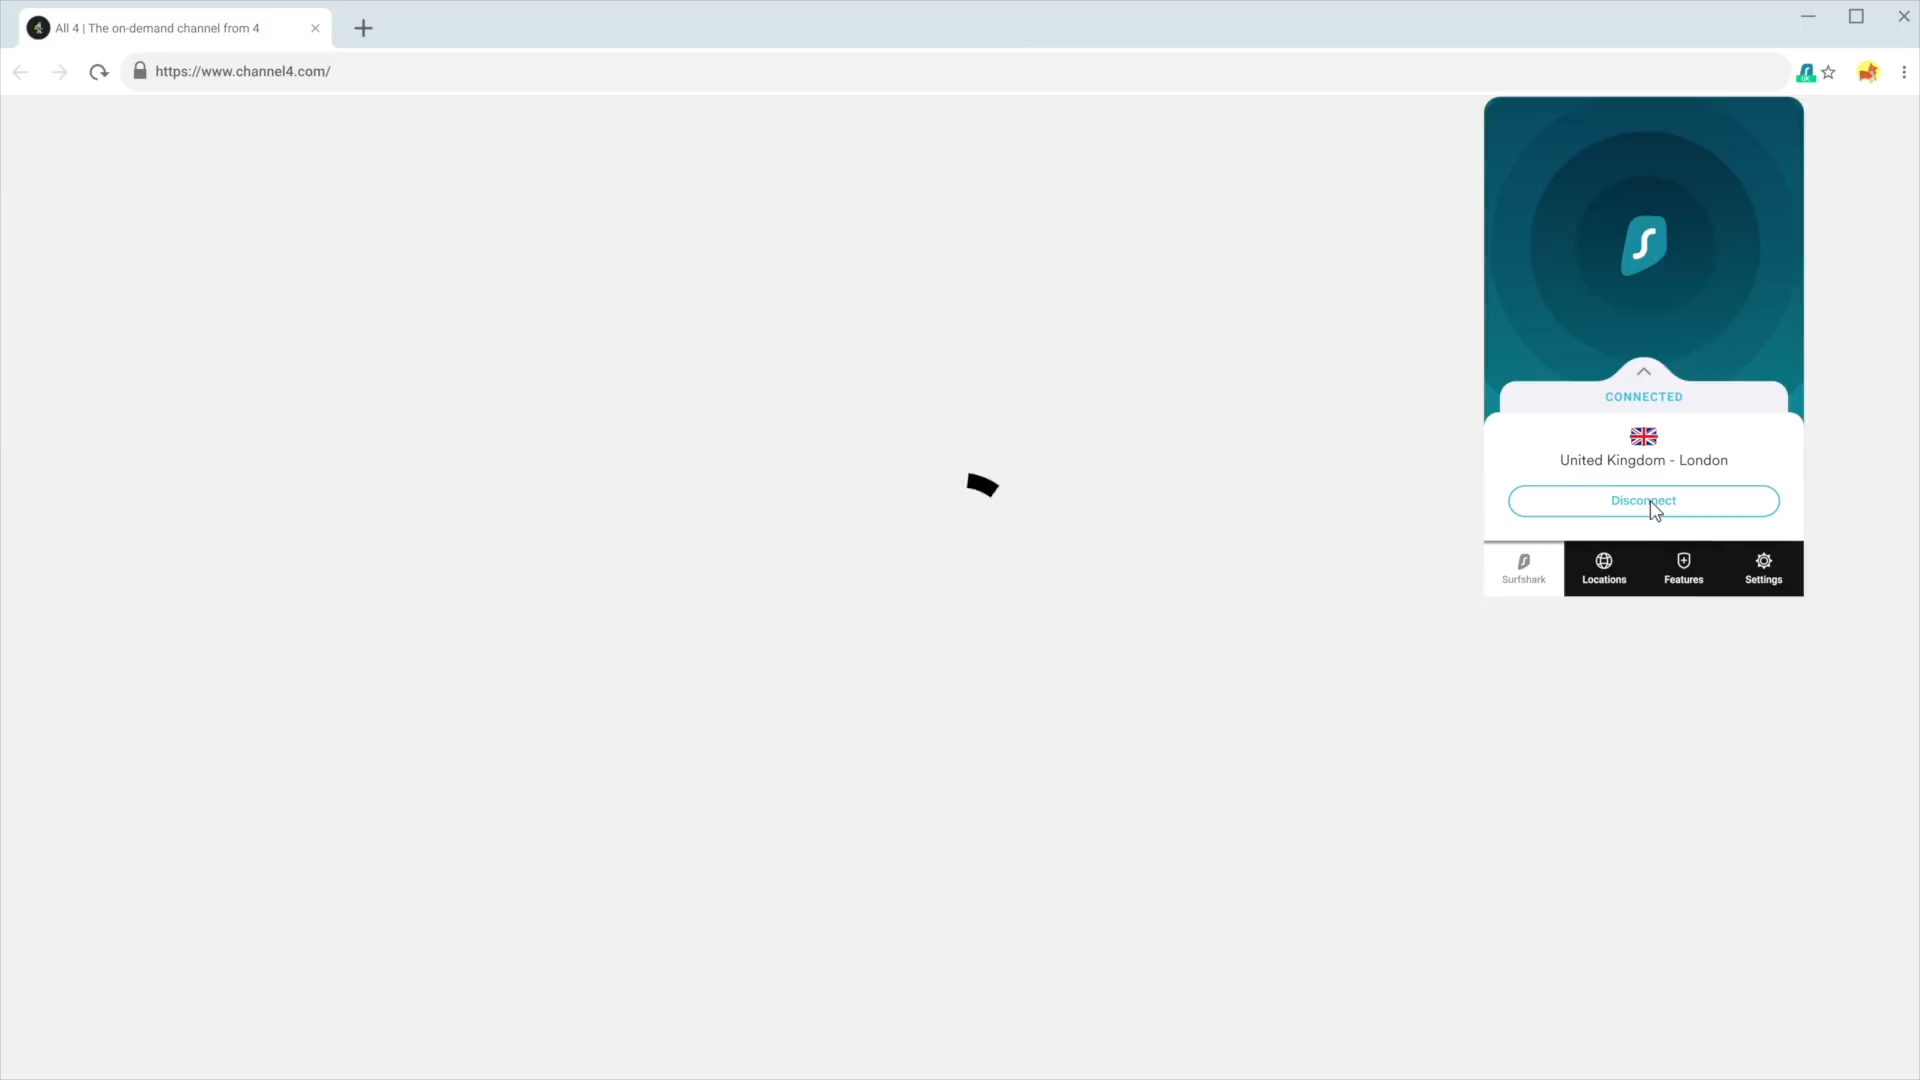 All 4 | The on-demand channel from 4
https://www.channel4.com/
UK
CONNECTED
United Kingdom - London
Disconnect
Surfshark
Locations
Features
Settings